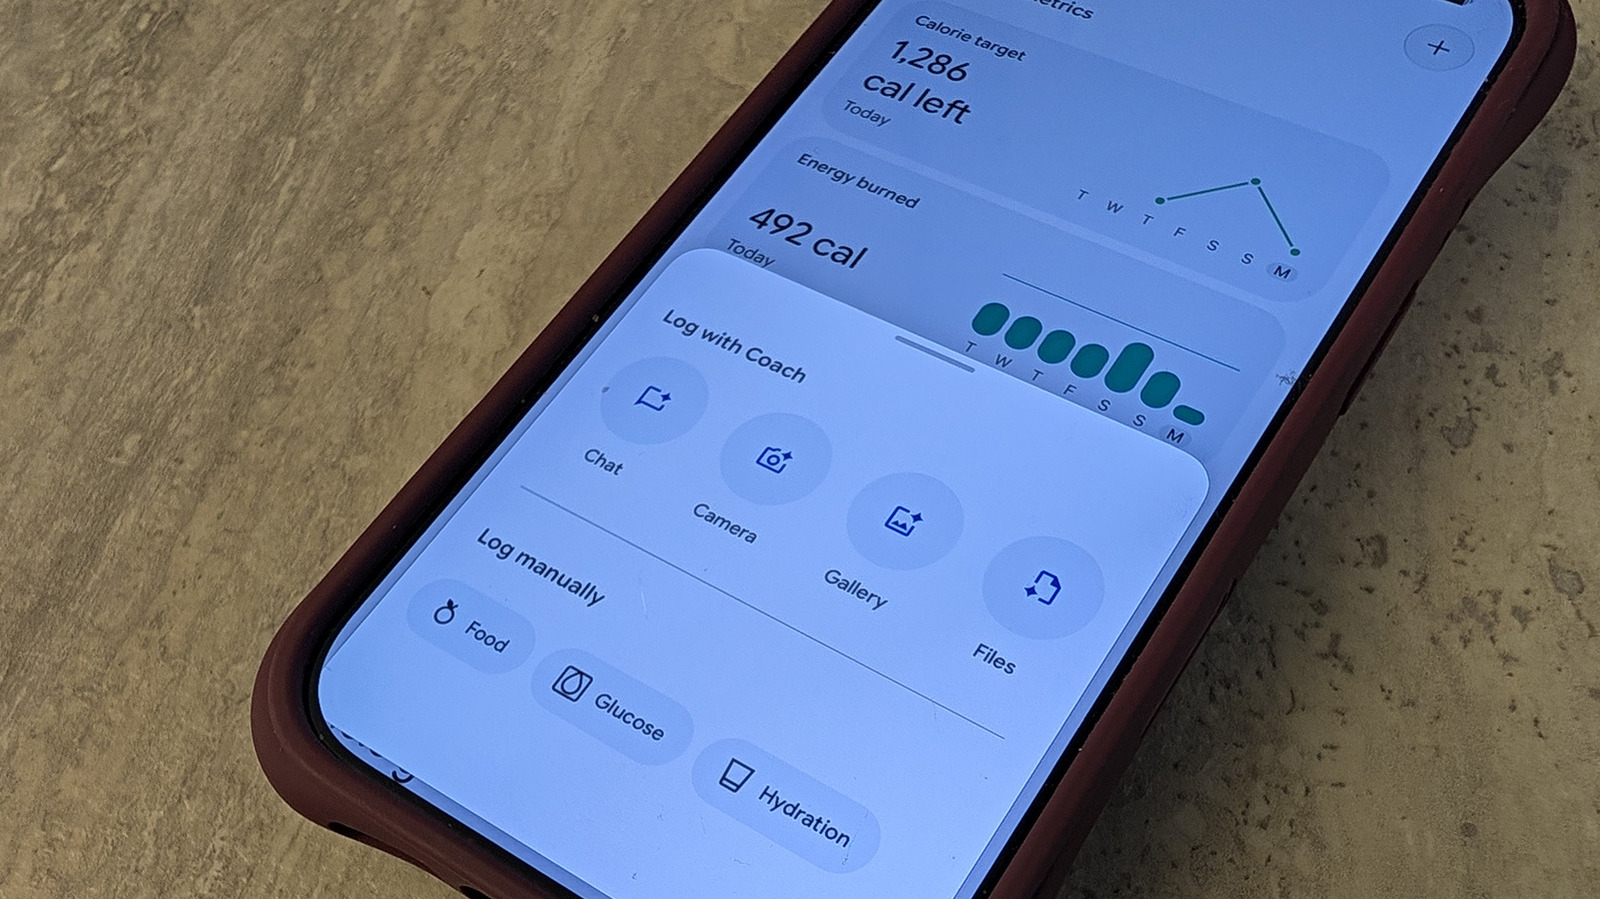 Calorie target
1,286
cal left
Today
T W T F S S M
Energy burned
492 cal
Today
T W T F S S M
Log with Coach
Chat
Camera
Gallery
Files
Log manually
Food
Glucose
Hydration